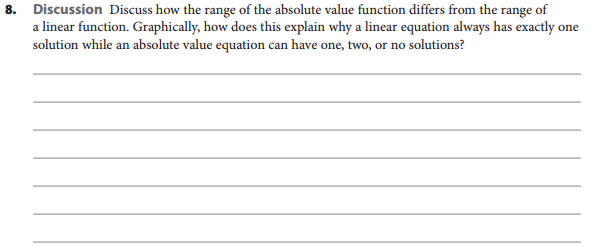 8. Discussion Discuss how the range of the absolute value function differs from the range of
a linear function. Graphically, how does this explain why a linear equation always has exactly one
solution while an absolute value equation can have one, two, or no solutions?